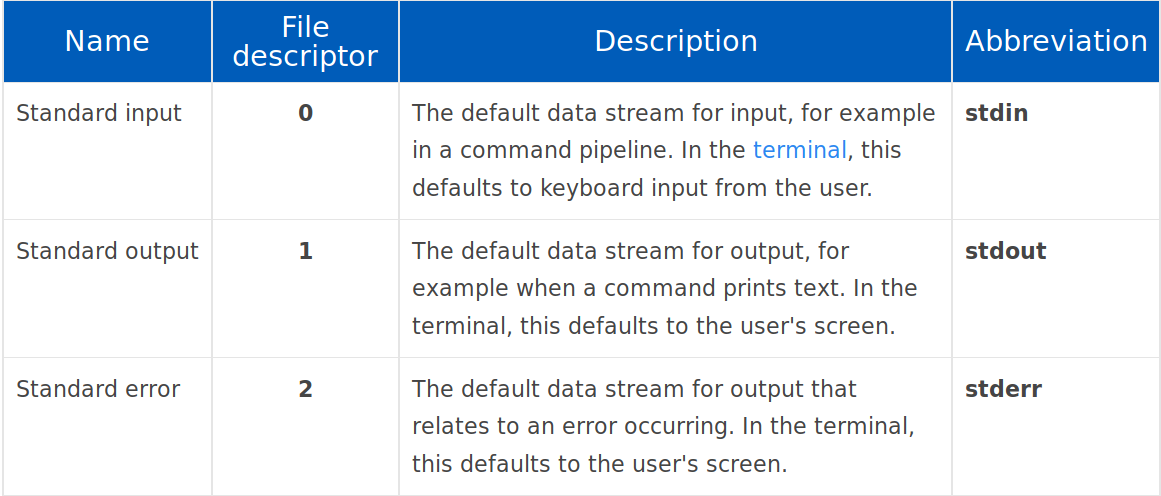 Name
File
descriptor
Description
Abbreviation
Standard input
0
The default data stream for input, for example
in a command pipeline. In the terminal, this
defaults to keyboard input from the user.
stdin
Standard output
1
The default data stream for output, for
example when a command prints text. In the
terminal, this defaults to the user's screen.
stdout
Standard error
2
The default data stream for output that
relates to an error occurring. In the terminal,
this defaults to the user's screen.
stderr